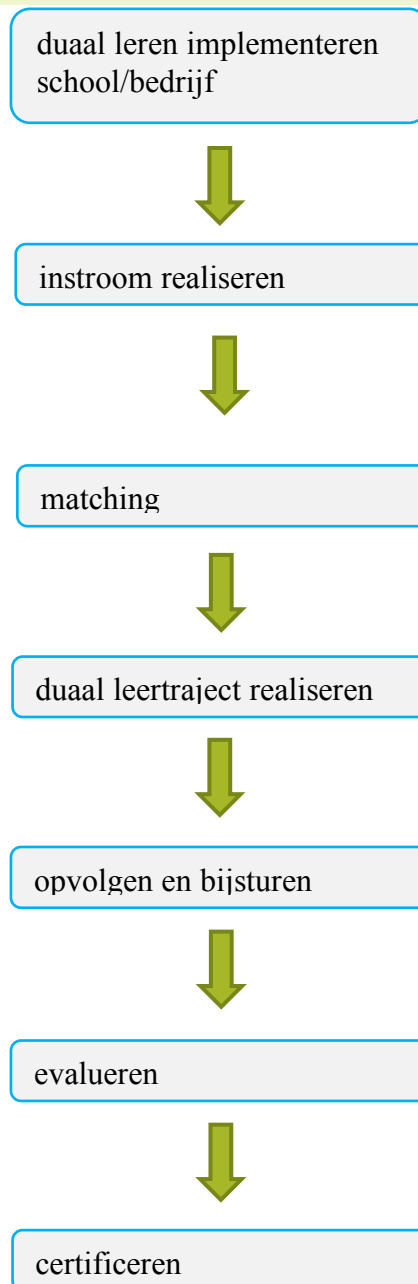 duaal leren implementeren
school/bedrijf
instroom realiseren
matching
duaal leertraject realiseren
opvolgen en bijsturen
evalueren
certificeren